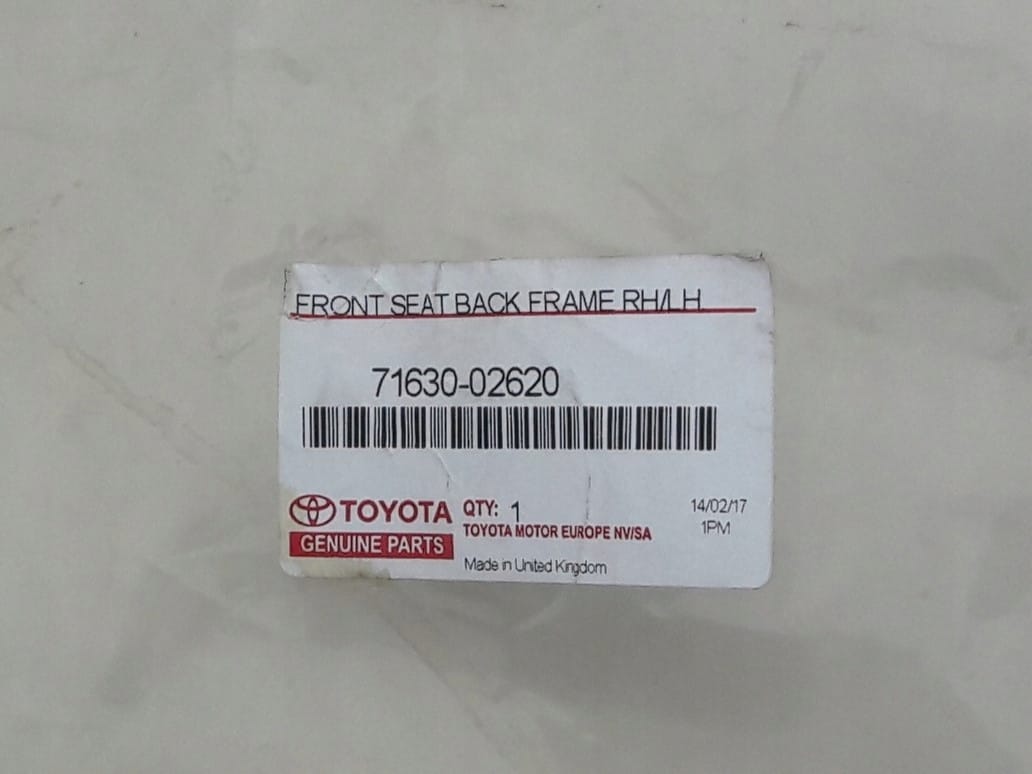 FRONT SEAT BACK FRAME RH/LH
71630-02620
TOYOTA
GENUINE PARTS
QTY: 1
TOYOTA MOTOR EUROPE NV/SA
Made in United Kingdom
14/02/17
1PM